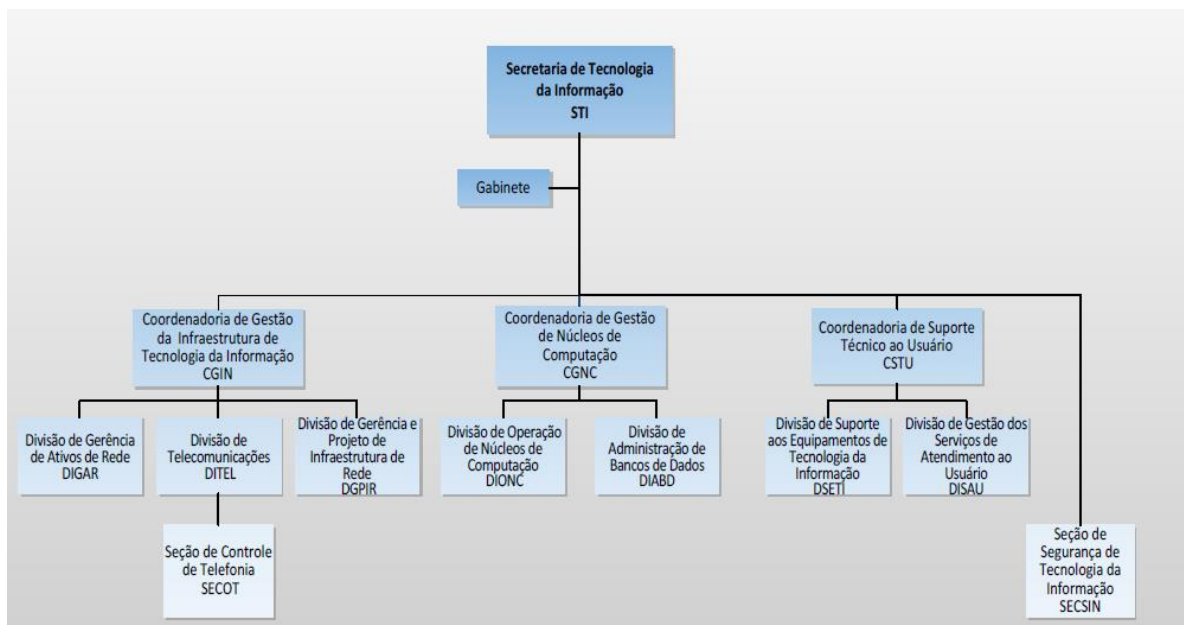 Secretaria de Tecnologia
da Informação
STI
Gabinete
Coordenadoria de Gestão
da Infraestrutura de
Tecnologia da Informação
CGIN
Coordenadoria de Gestão
de Núcleos de
Computação
CGNC
Coordenadoria de Suporte
Técnico ao Usuário
CSTU
Divisão de Gerência
de Ativos de Rede
DIGAR
Divisão de
Telecomunicações
DITEL
Divisão de Gerência e
Projeto de
Infraestrutura de
Rede
DGPIR
Divisão de Operação
de Núcleos de
Computação
DIONC
Divisão de
Administração de
Bancos de Dados
DIABD
Divisão de Suporte
aos Equipamentos de
Tecnologia da
Informação
DSETI
Divisão de Gestão dos
Serviços de
Atendimento ao
Usuário
DISAU
Seção de Controle
de Telefonia
SECOT
Seção de
Segurança de
Tecnologia da
Informação
SECSIN